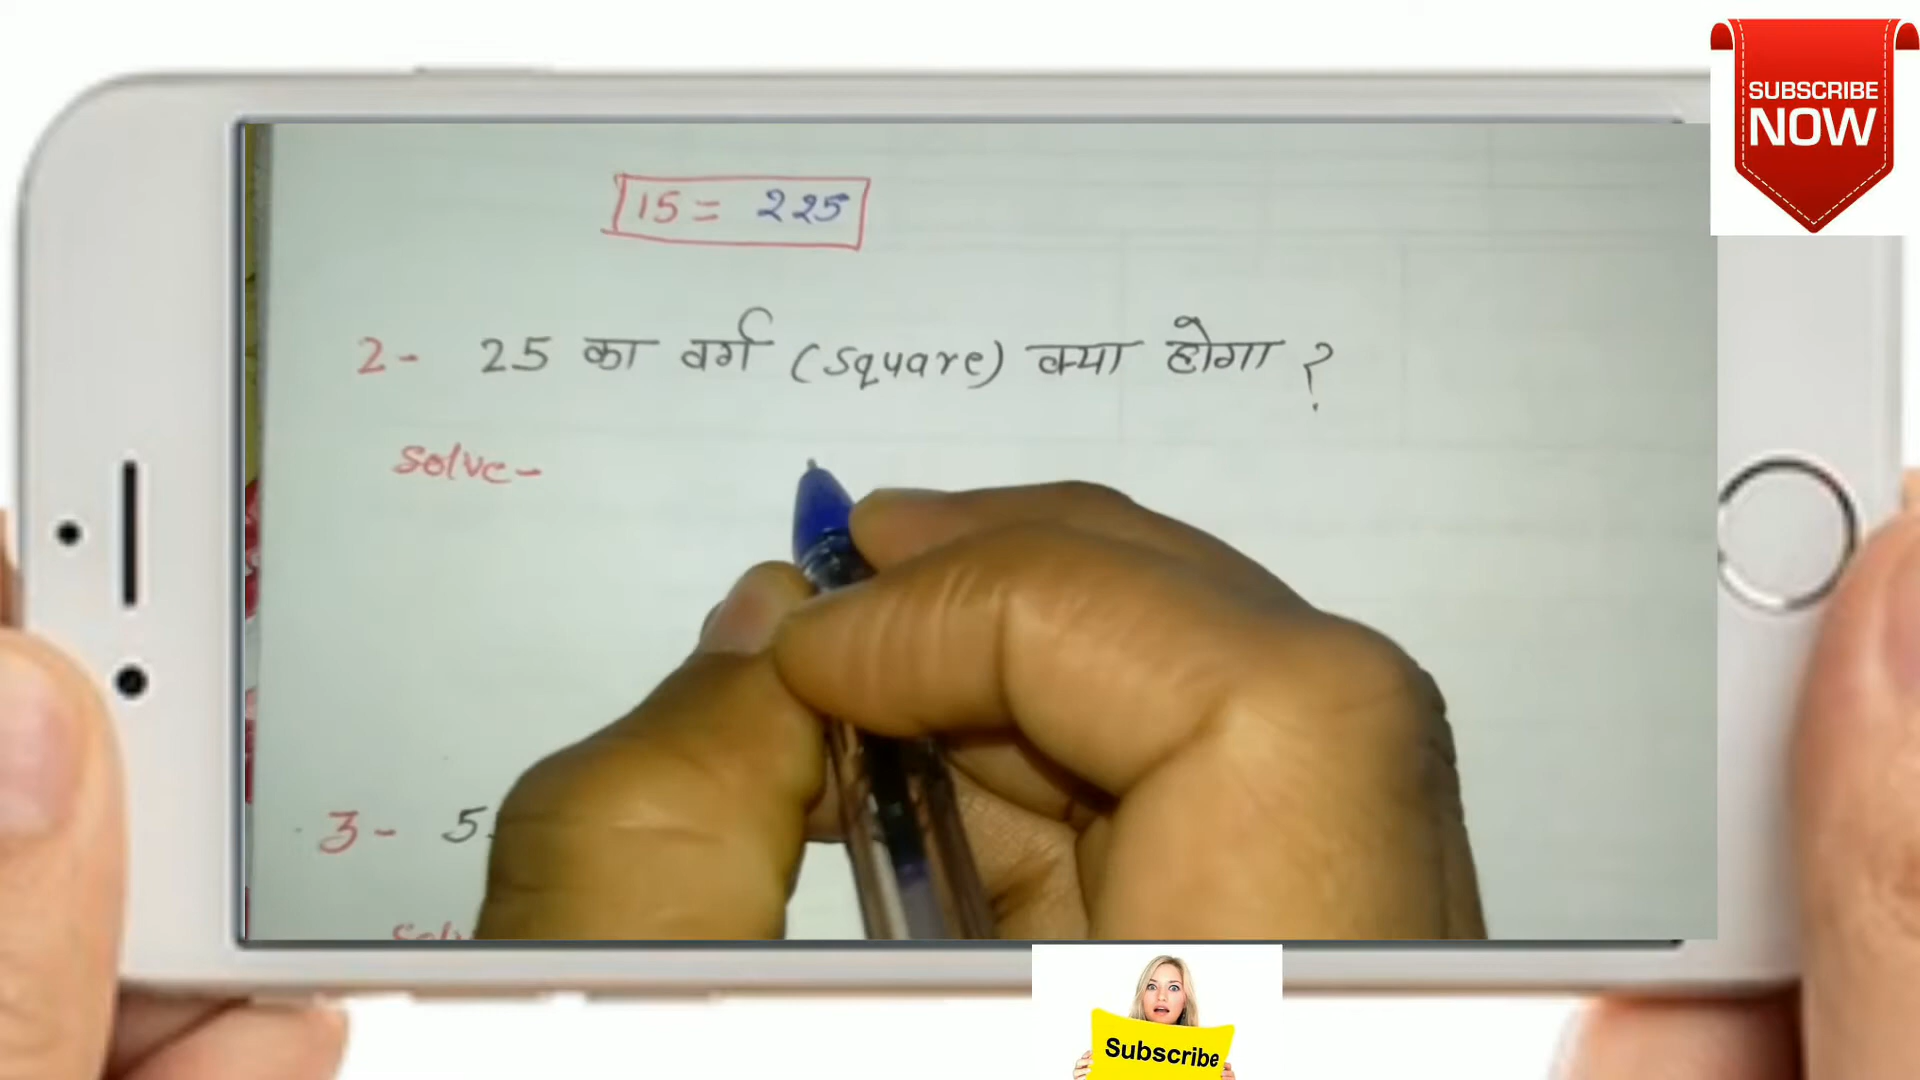 SUBSCRIBE
NOW
15 = 225
2- 25 का वर्ग (square) क्या होगा ?
Solve-
3- 5
Subscribe